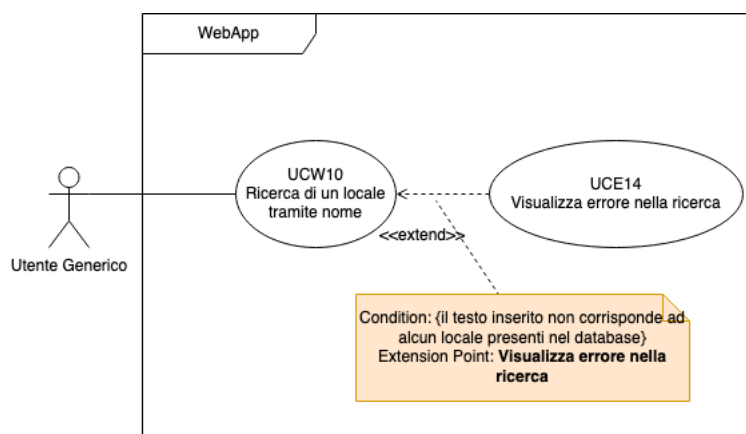 WebApp
UCW10
Ricerca di un locale
tramite nome
UCE14
Visualizza errore nella ricerca
<<extend>>
Utente Generico
Condition: {il testo inserito non corrisponde ad
alcun locale presenti nel database}
Extension Point: Visualizza errore nella
ricerca